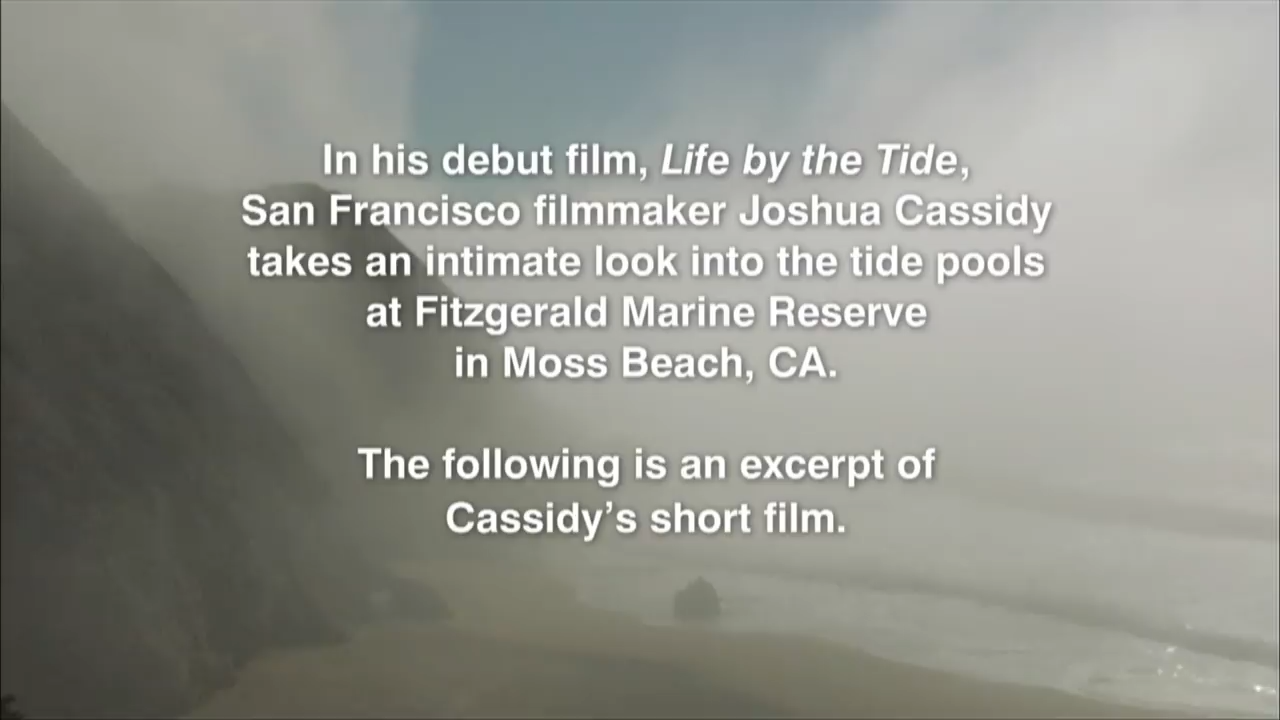 In his debut film, Life by the Tide,
San Francisco filmmaker Joshua Cassidy
takes an intimate look into the tide pools
at Fitzgerald Marine Reserve
in Moss Beach, CA.
The following is an excerpt of
Cassidy’s short film.